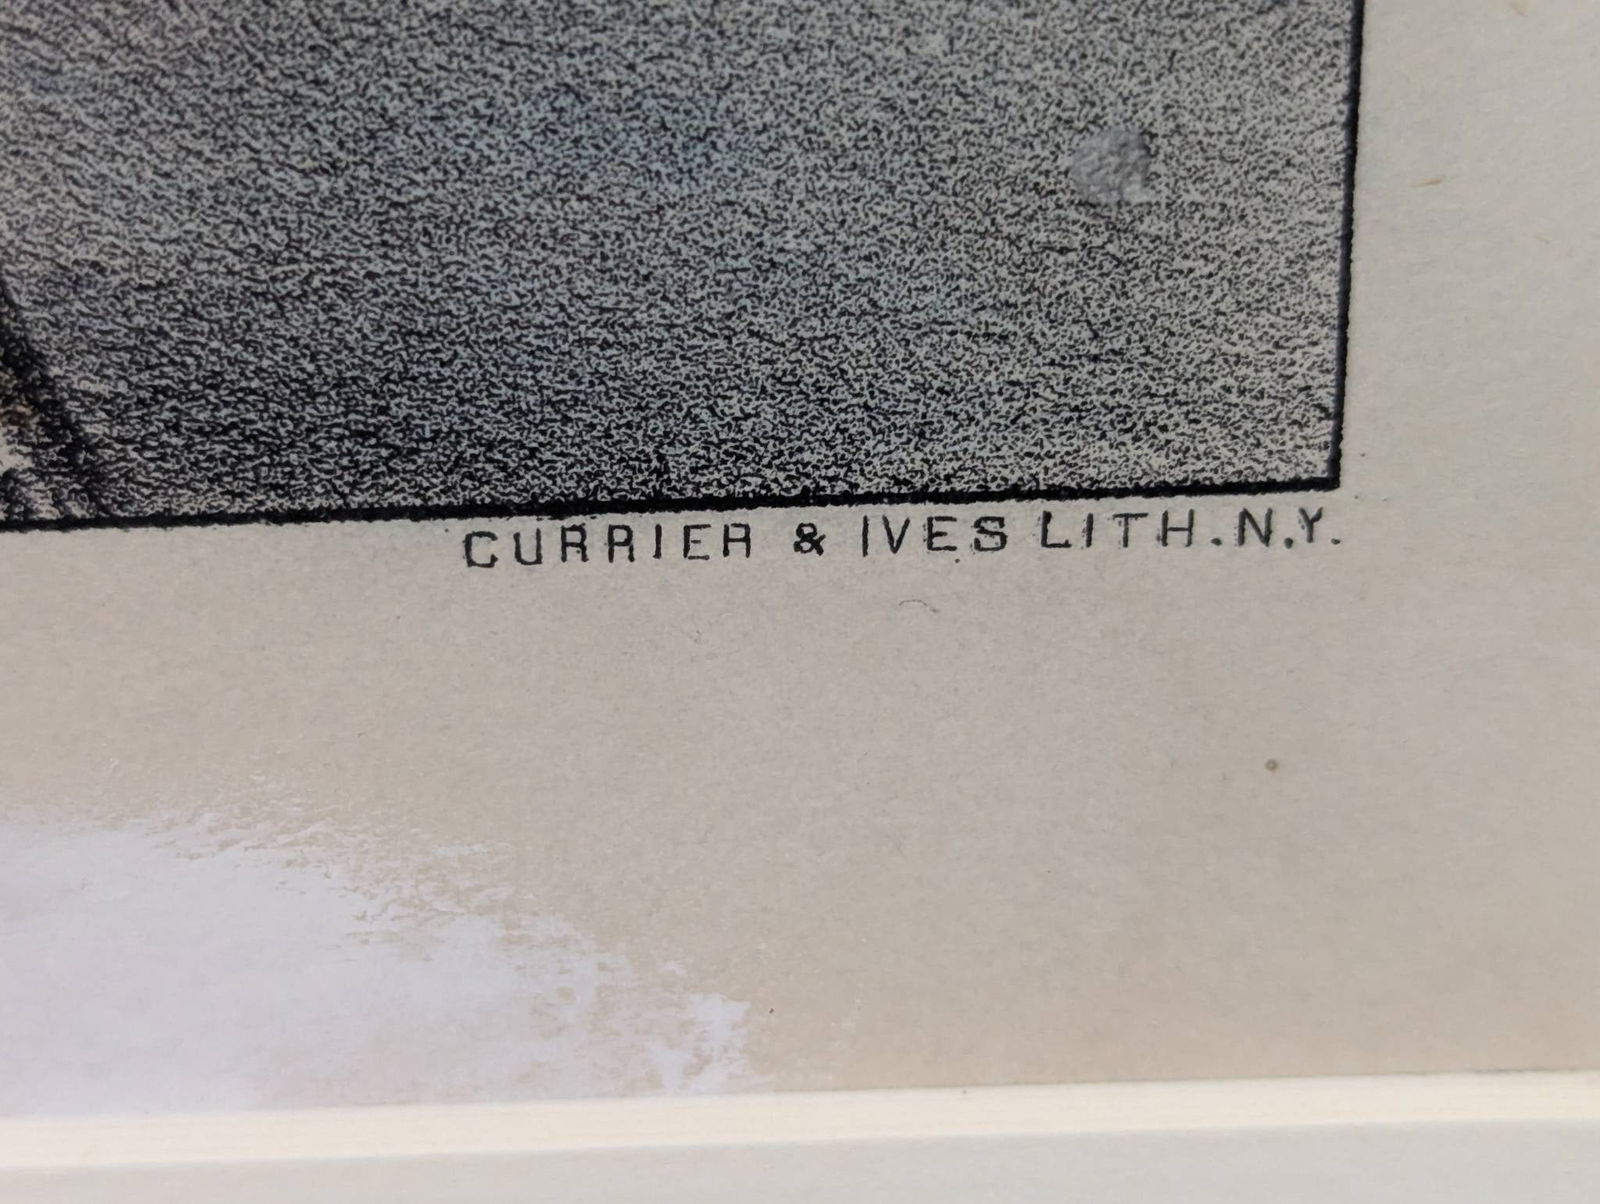 CURRIER & IVES LITH. N.Y.